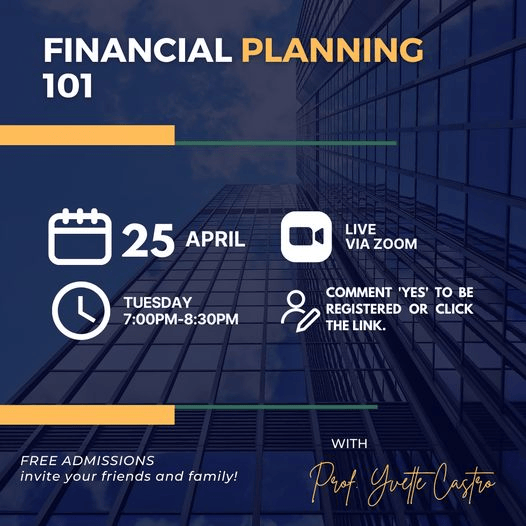 FINANCIAL PLANNING
101
25 APRIL
LIVE
VIA ZOOM
TUESDAY
7:00PM-8:30PM
COMMENT 'YES' TO BE
REGISTERED OR CLICK
THE LINK.
FREE ADMISSIONS
invite your friends and family!
WITH
Prof. Yvette Castro